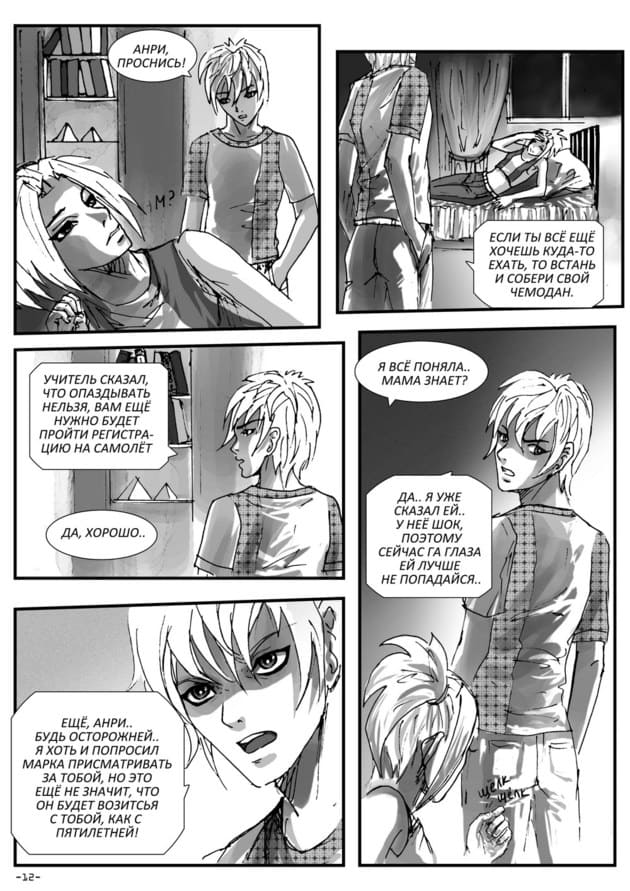 АНРИ,
ПРОСНИСЬ!
М?
ЕСЛИ ТЫ ВСЁ ЕЩЁ
ХОЧЕШЬ КУДА-ТО
ЕХАТЬ, ТО ВСТАНЬ
И СОБЕРИ СВОЙ
ЧЕМОДАН.
УЧИТЕЛЬ СКАЗАЛ,
ЧТО ОПАЗДЫВАТЬ
НЕЛЬЗЯ, ВАМ ЕЩЁ
НУЖНО БУДЕТ
ПРОЙТИ РЕГИСТРА-
ЦИЮ НА САМОЛЁТ
ДА, ХОРОШО..
Я ВСЁ ПОНЯЛА..
МАМА ЗНАЕТ?
ДА.. Я УЖЕ
СКАЗАЛ ЕЙ..
У НЕЁ ШОК,
ПОЭТОМУ
СЕЙЧАС ГА ГЛАЗА
ЕЙ ЛУЧШЕ
НЕ ПОПАДАЙСЯ..
щёлк
щёлк
ЕЩЁ, АНРИ..
БУДЬ ОСТОРОЖНЕЙ..
Я ХОТЬ И ПОПРОСИЛ
МАРКА ПРИСМАТРИВАТЬ
ЗА ТОБОЙ, НО ЭТО
ЕЩЁ НЕ ЗНАЧИТ, ЧТО
ОН БУДЕТ ВОЗИТСЬЯ
С ТОБОЙ, КАК С
ПЯТИЛЕТНЕЙ!
-12-